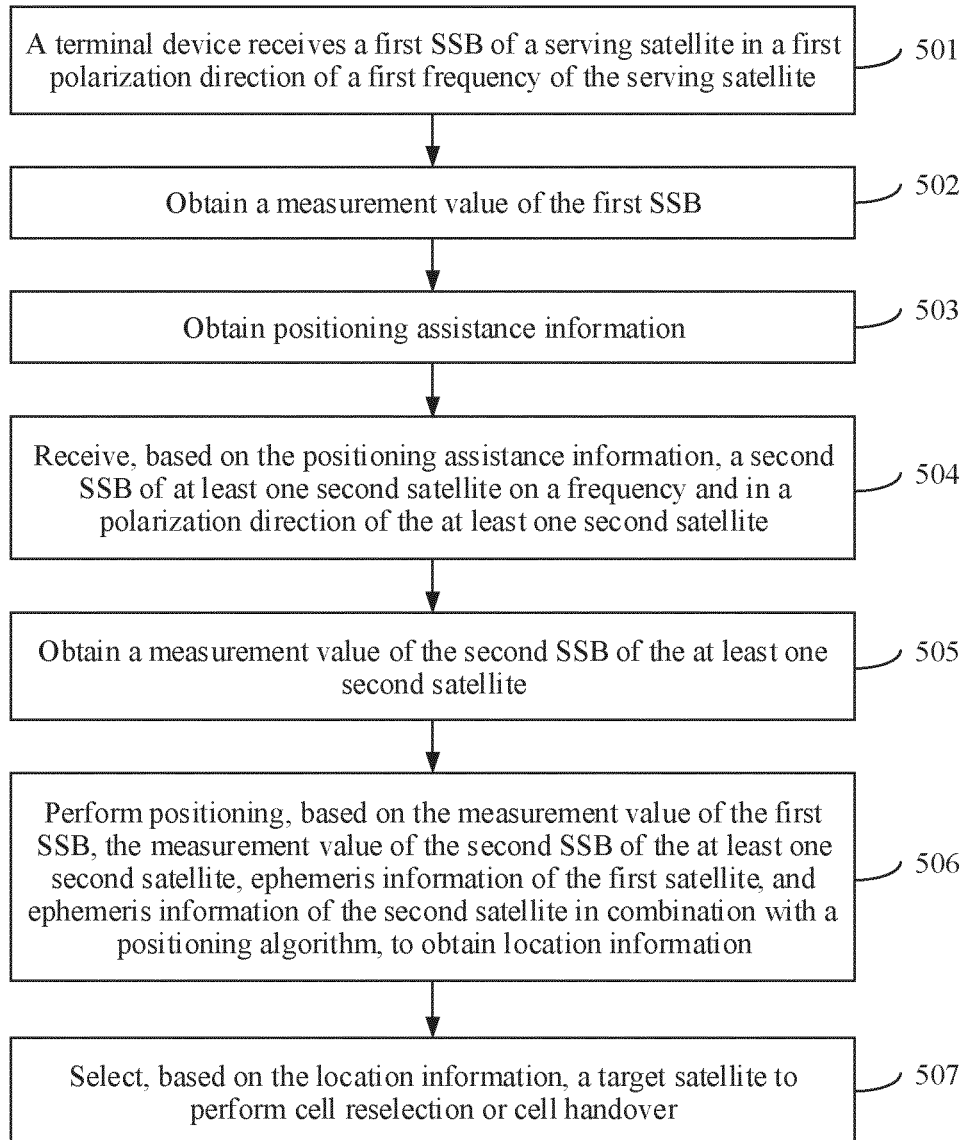 A terminal device receives a first SSB of a serving satellite in a first
polarization direction of a first frequency of the serving satellite
501
Obtain a measurement value of the first SSB
502
Obtain positioning assistance information
503
Receive, based on the positioning assistance information, a second
SSB of at least one second satellite on a frequency and in a
polarization direction of the at least one second satellite
504
Obtain a measurement value of the second SSB of the at least one
second satellite
505
Perform positioning, based on the measurement value of the first
SSB, the measurement value of the second SSB of the at least one
second satellite, ephemeris information of the first satellite, and
ephemeris information of the second satellite in combination with a
positioning algorithm, to obtain location information
506
Select, based on the location information, a target satellite to
perform cell reselection or cell handover
507